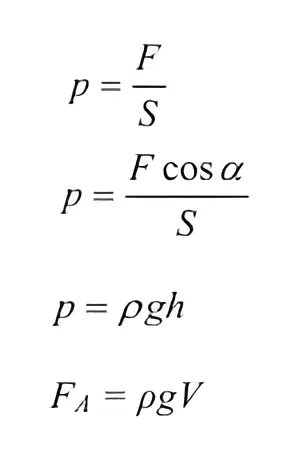 p = F/S
p = F cos α/S
p = ρgh
F_A = ρgV